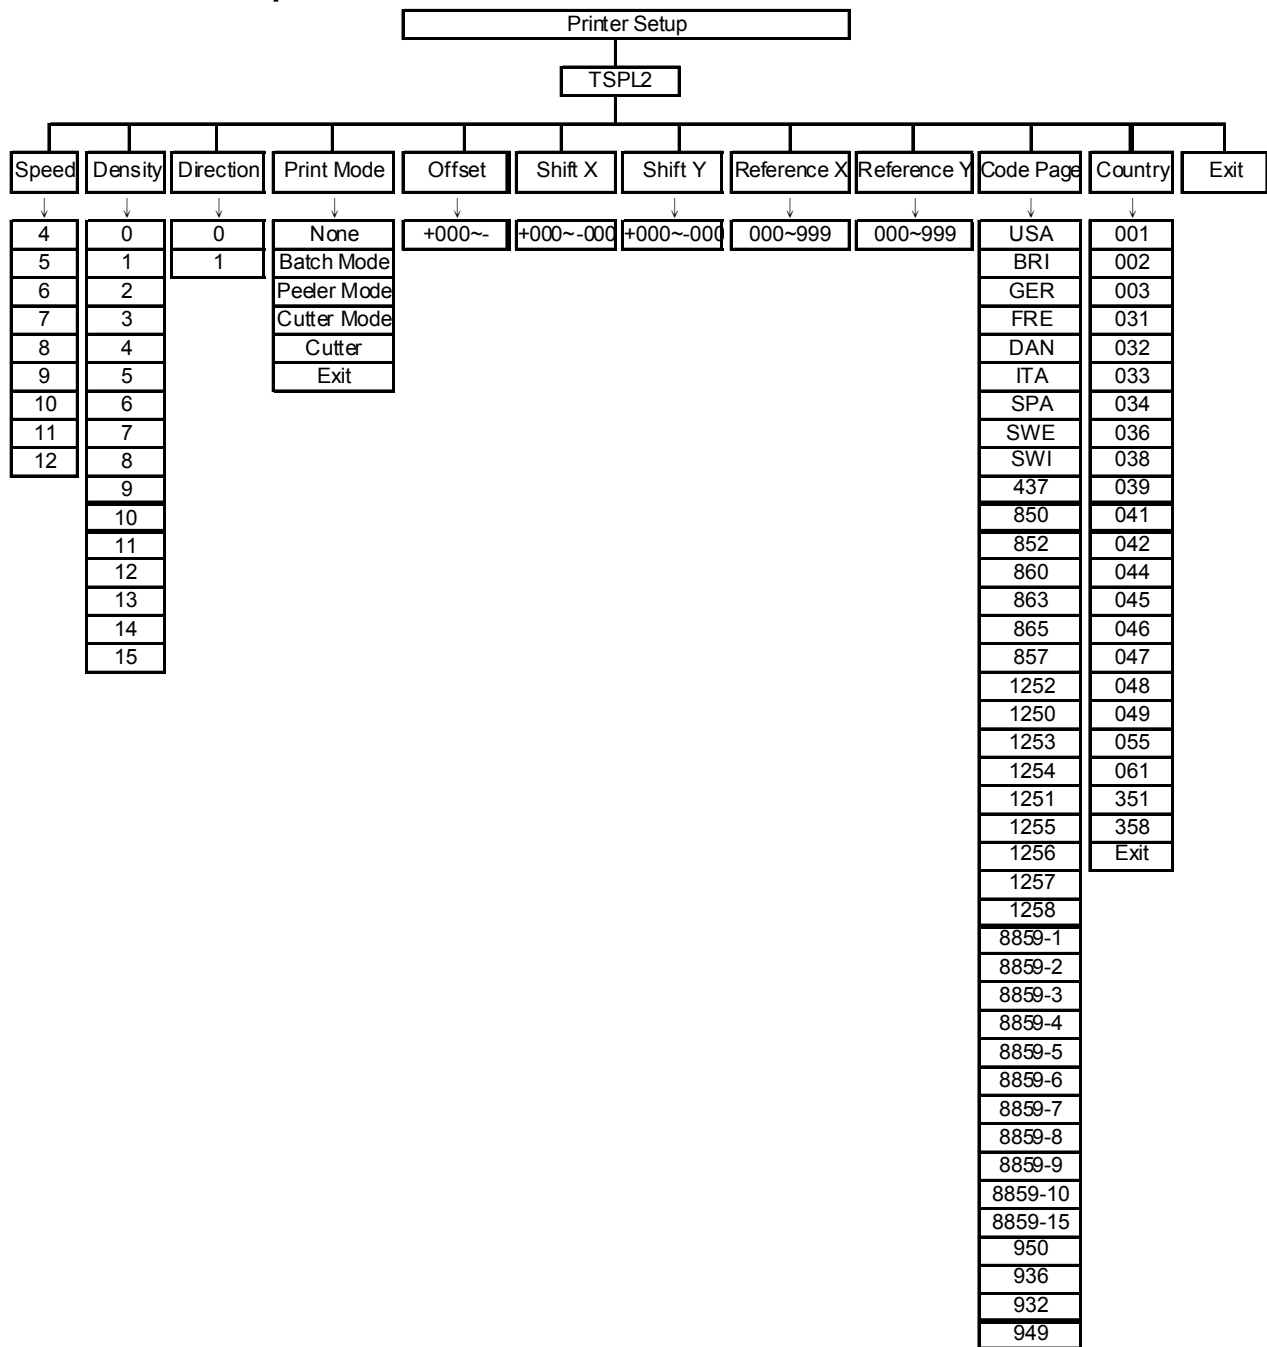 Printer Setup
TSPL2
Speed Density Direction Print Mode Offset Shift X Shift Y Reference X Reference Y Code Page Country Exit
4 0 0 None +000~- +000~-000 +000~-000 000~999 000~999 USA 001
5 1 1 Batch Mode BRI 002
6 2 Peeler Mode GER 003
7 3 Cutter Mode FRE 031
8 4 Cutter DAN 032
9 5 Exit ITA 033
10 6 SPA 034
11 7 SWE 036
12 8 SWI 038
9 437 039
10 850 041
11 852 042
12 860 044
13 863 045
14 865 046
15 857 047
1252 048
1250 049
1253 055
1254 061
1251 351
1255 358
1256 Exit
1257
1258
8859-1
8859-2
8859-3
8859-4
8859-5
8859-6
8859-7
8859-8
8859-9
8859-10
8859-15
950
936
932
949